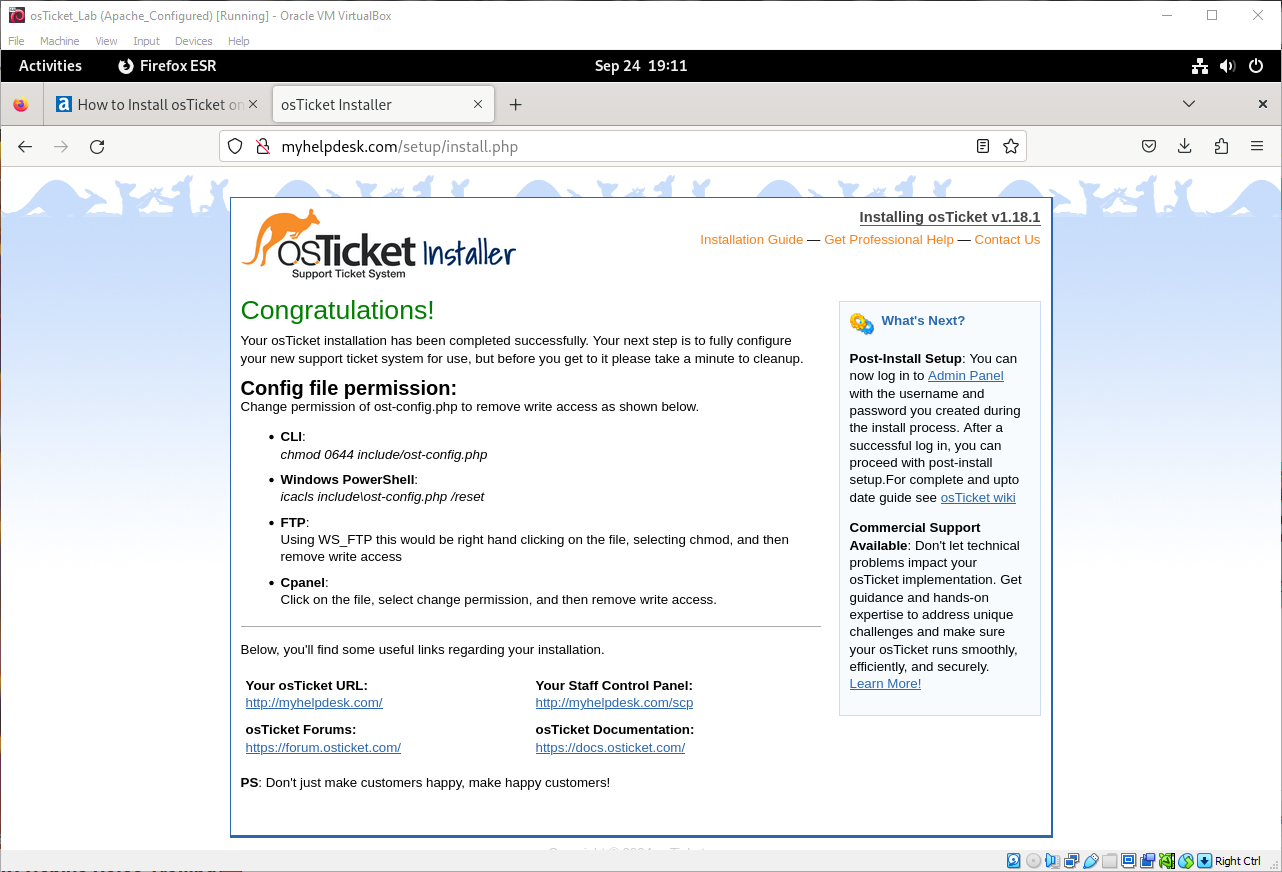 osTicket_Lab (Apache_Configured) [Running] - Oracle VM VirtualBox
File Machine View Input Devices Help
Activities Firefox ESR Sep 24 19:11
How to Install osTicket on osTicket Installer
myhelpdesk.com/setup/install.php
osTicket Installer
Support Ticket System
Installing osTicket v1.18.1
Installation Guide — Get Professional Help — Contact Us
Congratulations!
Your osTicket installation has been completed successfully. Your next step is to fully configure
your new support ticket system for use, but before you get to it please take a minute to cleanup.
Config file permission:
Change permission of ost-config.php to remove write access as shown below.
• CLI:
chmod 0644 include/ost-config.php
• Windows PowerShell:
icacls include\ost-config.php /reset
• FTP:
Using WS_FTP this would be right hand clicking on the file, selecting chmod, and then
remove write access
• Cpanel:
Click on the file, select change permission, and then remove write access.
Below, you'll find some useful links regarding your installation.
Your osTicket URL:
http://myhelpdesk.com/
Your Staff Control Panel:
http://myhelpdesk.com/scp
osTicket Forums:
https://forum.osticket.com/
osTicket Documentation:
https://docs.osticket.com/
PS: Don't just make customers happy, make happy customers!
What's Next?
Post-Install Setup: You can
now log in to Admin Panel
with the username and
password you created during
the install process. After a
successful log in, you can
proceed with post-install
setup.For complete and upto
date guide see osTicket wiki
Commercial Support
Available: Don't let technical
problems impact your
osTicket implementation. Get
guidance and hands-on
expertise to address unique
challenges and make sure
your osTicket runs smoothly,
efficiently, and securely.
Learn More!
Right Ctrl